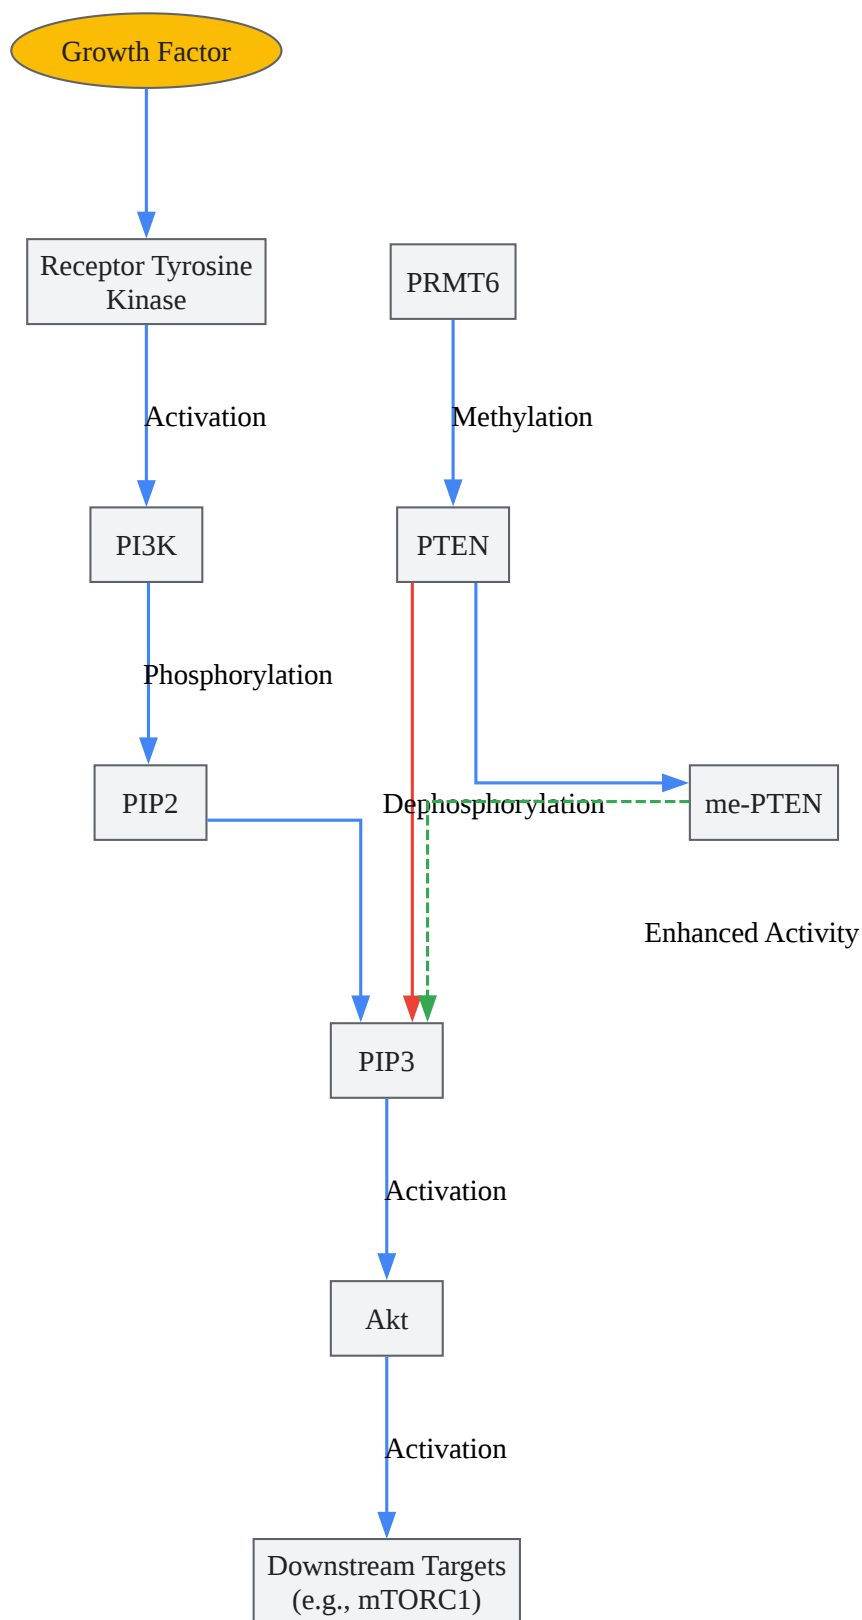 Growth Factor
Receptor Tyrosine
Kinase
PRMT6
Activation
Methylation
PI3K
PTEN
Phosphorylation
PIP2
Dephosphorylation
me-PTEN
Enhanced Activity
PIP3
Activation
Akt
Activation
Downstream Targets
(e.g., mTORC1)